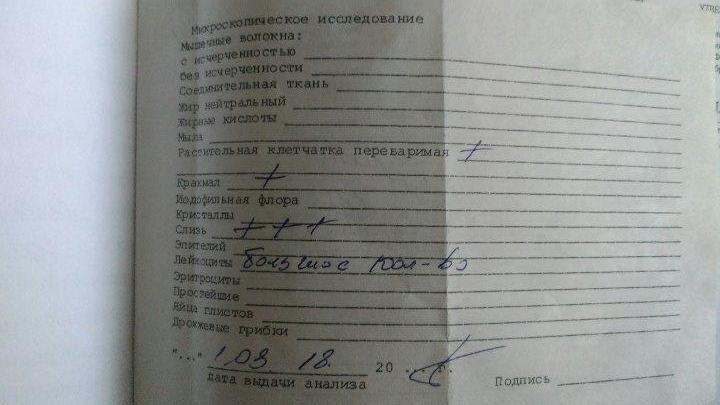 Микроскопическое исследование
Мышечные волокна:
с исчерченностью
без исчерченности
Соединительная ткань
Жир нейтральный
Жирные кислоты
Мыла
Растительная клетчатка переваримая +
Крахмал +
Иодофильная флора
Кристаллы
Слизь + + +
Эпителий
Лейкоциты большое кол-во
Эритроциты
Простейшие
Яйца глистов
Дрожжевые грибки
"..." 1.03 18. 20 ... г.
дата выдачи анализа
Подпись